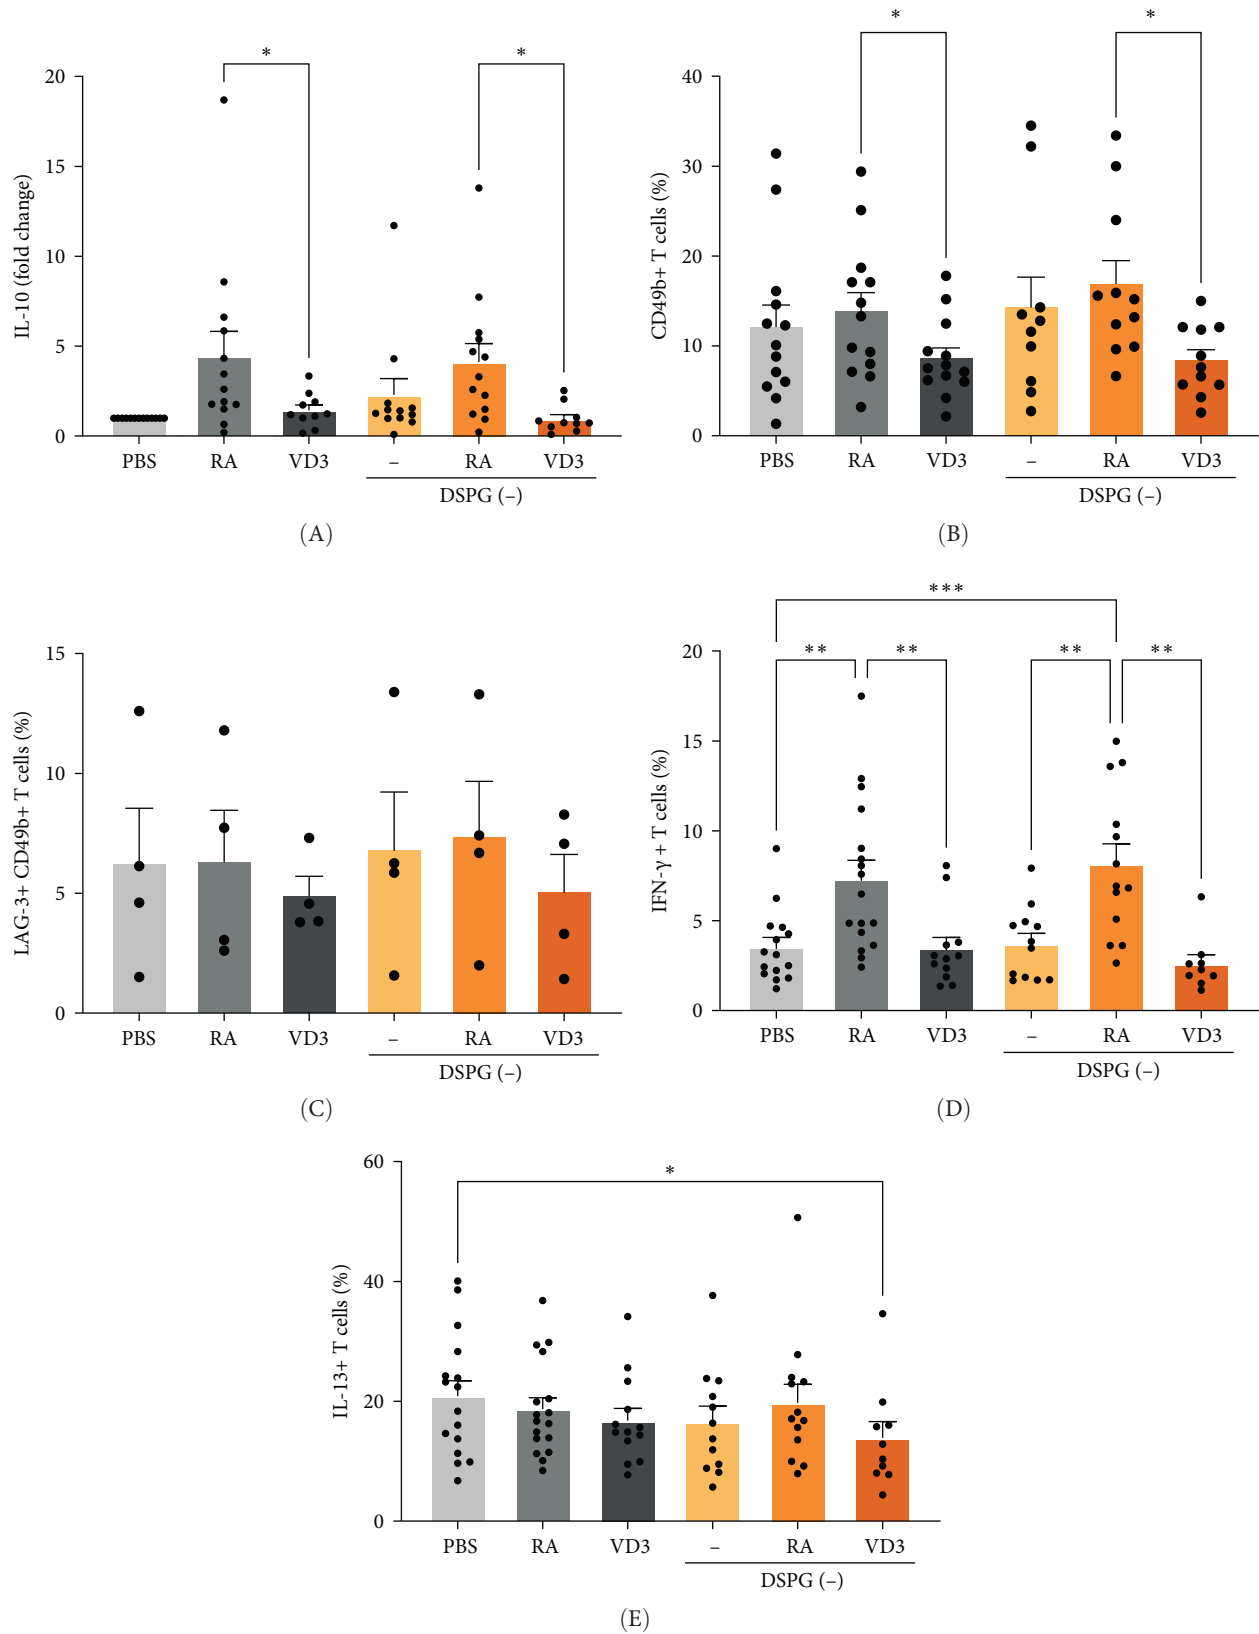 *
*
20
15
10
5
0
IL-10 (fold change)
PBS
RA
VD3
–
RA
VD3
DSPG (–)
(A)
*
*
40
30
20
10
0
CD49b+ T cells (%)
PBS
RA
VD3
–
RA
VD3
DSPG (–)
(B)
15
10
5
0
LAG-3+ CD49b+ T cells (%)
PBS
RA
VD3
–
RA
VD3
DSPG (–)
(C)
***
**
**
**
**
20
15
10
5
0
IFN-γ + T cells (%)
PBS
RA
VD3
–
RA
VD3
DSPG (–)
(D)
*
60
40
20
0
IL-13+ T cells (%)
PBS
RA
VD3
–
RA
VD3
DSPG (–)
(E)